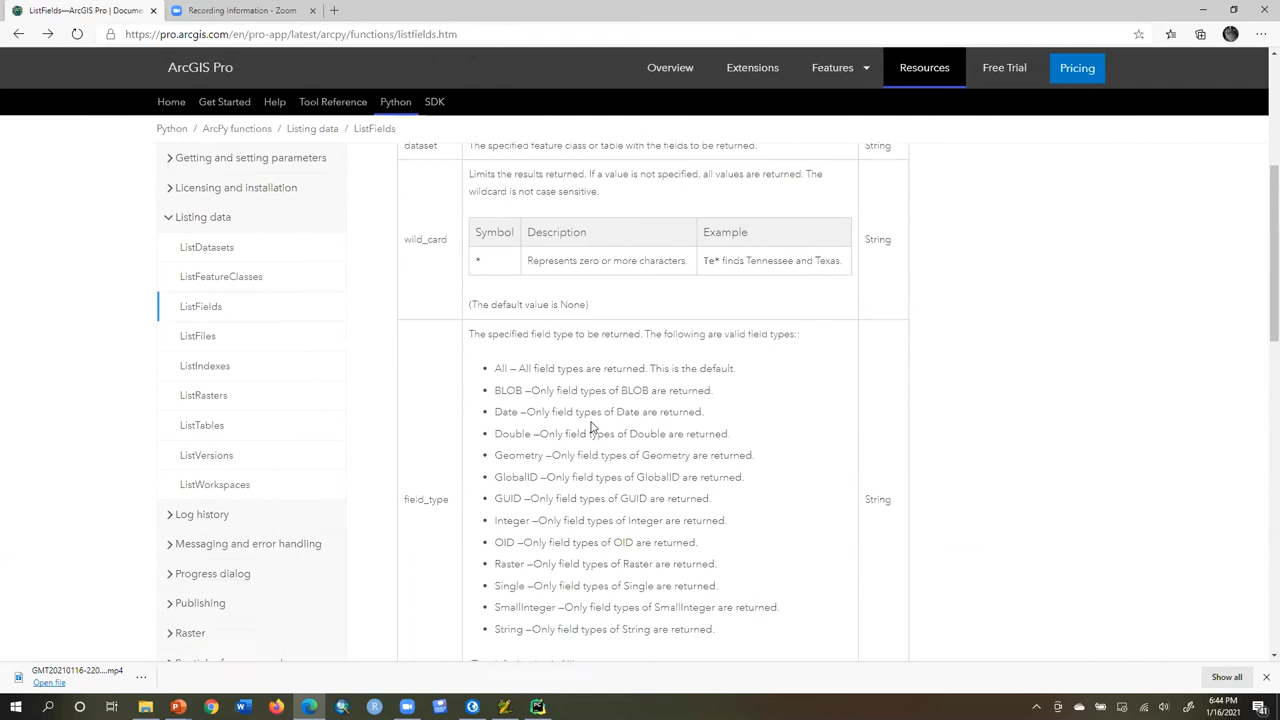 ListFields—ArcGIS Pro | Docume
Recording Information - Zoom
https://pro.arcgis.com/en/pro-app/latest/arcpy/functions/listfields.htm
ArcGIS Pro
Overview
Extensions
Features
Resources
Free Trial
Pricing
Home
Get Started
Help
Tool Reference
Python
SDK
Python / ArcPy functions / Listing data / ListFields
Getting and setting parameters
Licensing and installation
Listing data
ListDatasets
ListFeatureClasses
ListFields
ListFiles
ListIndexes
ListRasters
ListTables
ListVersions
ListWorkspaces
Log history
Messaging and error handling
Progress dialog
Publishing
Raster
dataset
The specified feature class or table with the fields to be returned.
String
wild_card
Limits the results returned. If a value is not specified, all values are returned. The
wildcard is not case sensitive.
Symbol Description Example
* Represents zero or more characters. Te* finds Tennessee and Texas.
(The default value is None)
String
field_type
The specified field type to be returned. The following are valid field types::
• All – All field types are returned. This is the default.
• BLOB –Only field types of BLOB are returned.
• Date –Only field types of Date are returned.
• Double –Only field types of Double are returned.
• Geometry –Only field types of Geometry are returned.
• GlobalID –Only field types of GlobalID are returned.
• GUID –Only field types of GUID are returned.
• Integer –Only field types of Integer are returned.
• OID –Only field types of OID are returned.
• Raster –Only field types of Raster are returned.
• Single –Only field types of Single are returned.
• SmallInteger –Only field types of SmallInteger are returned.
• String –Only field types of String are returned.
String
GMT20210116-220....mp4
Open file
Show all
6:44 PM
1/16/2021